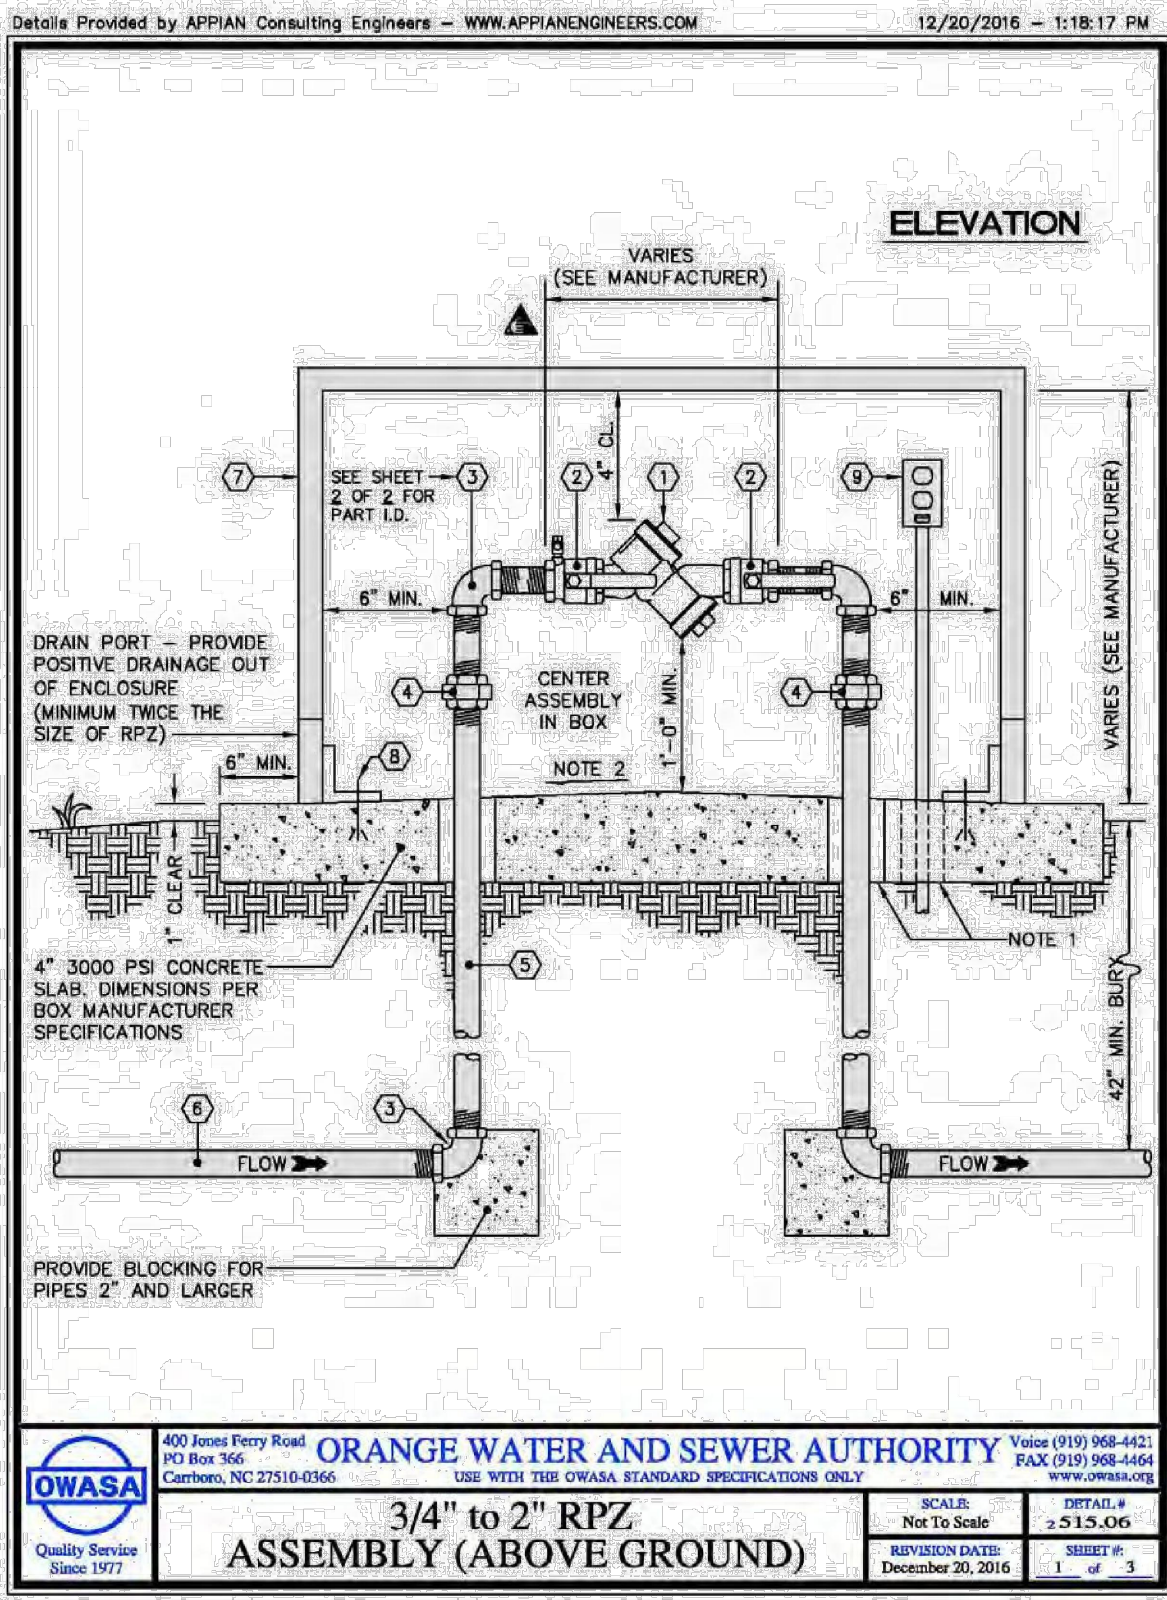 Details Provided by APPIAN Consulting Engineers – WWW.APPIANENGINEERS.COM
12/20/2016 – 1:18:17 PM
ELEVATION
VARIES
(SEE MANUFACTURER)
7
SEE SHEET
2 OF 2 FOR
PART I.D.
3
2
4" CL.
1
2
9
VARIES (SEE MANUFACTURER)
6" MIN.
6" MIN.
DRAIN PORT – PROVIDE
POSITIVE DRAINAGE OUT
OF ENCLOSURE
(MINIMUM TWICE THE
SIZE OF RPZ)
4
CENTER
ASSEMBLY
IN BOX
1'-0" MIN.
4
6" MIN.
8
NOTE 2
1" CLEAR
NOTE 1
4" 3000 PSI CONCRETE
SLAB. DIMENSIONS PER
BOX MANUFACTURER
SPECIFICATIONS
5
42" MIN. BURY
6
3
FLOW
FLOW
PROVIDE BLOCKING FOR
PIPES 2" AND LARGER
OWASA
Quality Service
Since 1977
400 Jones Ferry Road
PO Box 366
Carrboro, NC 27510-0366
ORANGE WATER AND SEWER AUTHORITY
USE WITH THE OWASA STANDARD SPECIFICATIONS ONLY
Voice (919) 968-4421
FAX (919) 968-4464
www.owasa.org
3/4" to 2" RPZ
ASSEMBLY (ABOVE GROUND)
SCALE:
Not To Scale
DETAIL #
2 515.06
REVISION DATE:
December 20, 2016
SHEET #:
1 of 3